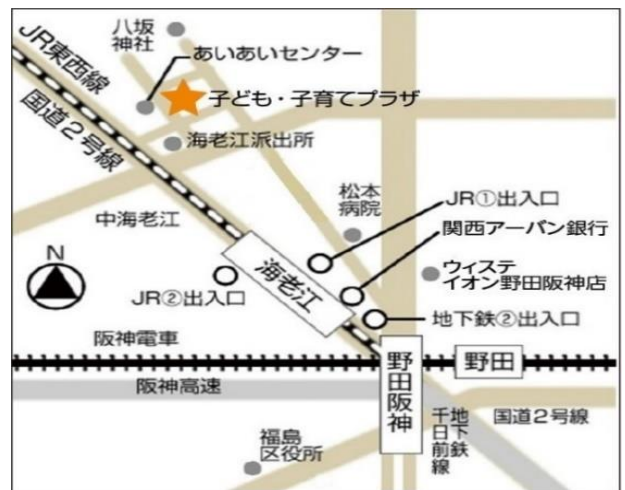 八坂
神社
あいあいセンター
JR東西線
子ども・子育てプラザ
国道2号線
海老江派出所
松本
病院
JR①出入口
中海老江
関西アーバン銀行
N
海老江
ウィステ
イオン野田阪神店
JR②出入口
地下鉄②出入口
阪神電車
野田阪神
野田
阪神高速
地下鉄
千日前線
国道2号線
福島
区役所